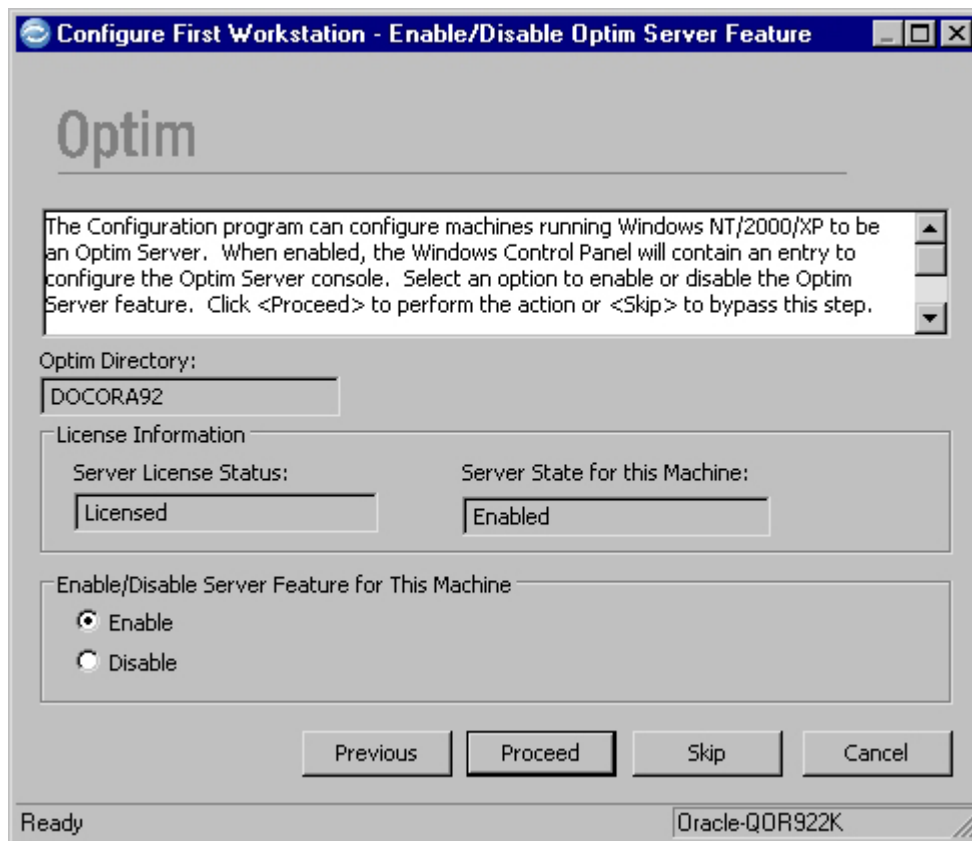 Configure First Workstation - Enable/Disable Optim Server Feature
Optim
The Configuration program can configure machines running Windows NT/2000/XP to be
an Optim Server.  When enabled, the Windows Control Panel will contain an entry to
configure the Optim Server console.  Select an option to enable or disable the Optim
Server feature.  Click <Proceed> to perform the action or <Skip> to bypass this step.
Optim Directory:
DOCORA92
License Information
Server License Status:
Server State for this Machine:
Licensed
Enabled
Enable/Disable Server Feature for This Machine
Enable
Disable
Previous
Proceed
Skip
Cancel
Ready
Oracle-QOR922K